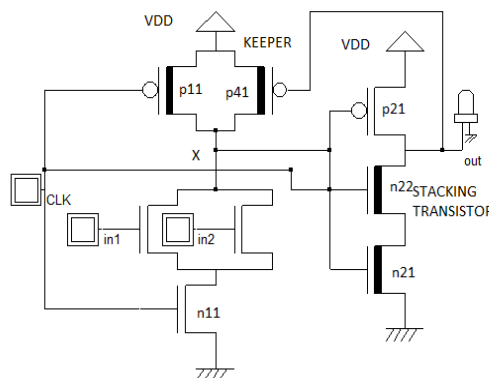 VDD
KEEPER
VDD
p11
p41
p21
X
out
CLK
n22
STACKING
TRANSISTOR
in1
in2
n21
n11